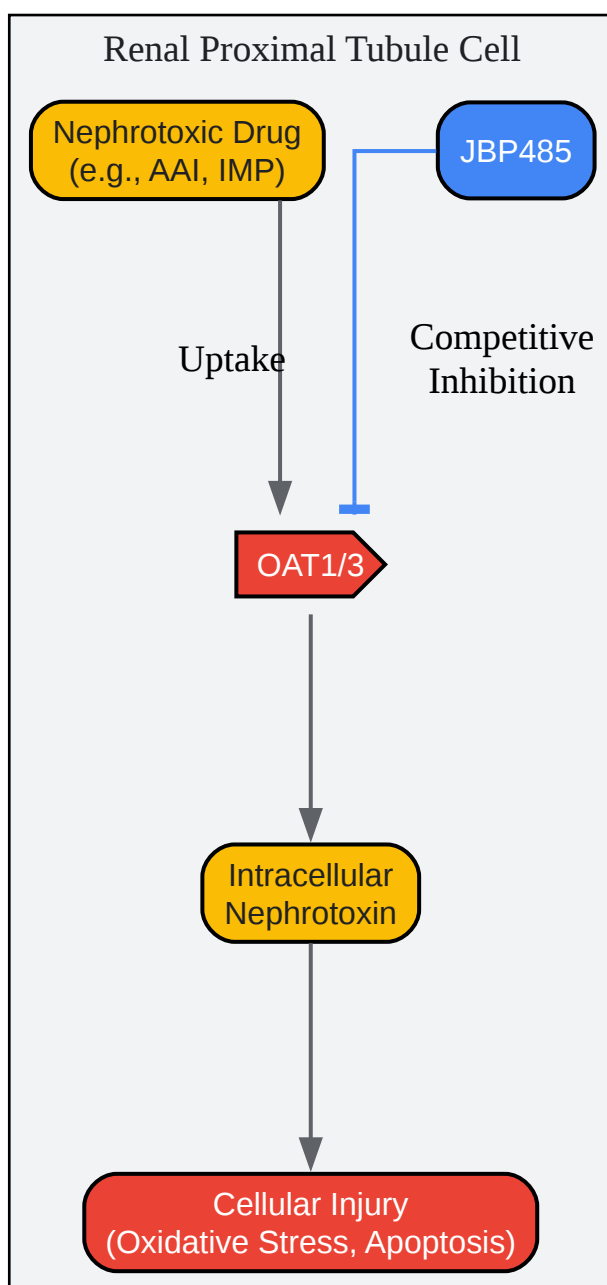 Renal Proximal Tubule Cell
Nephrotoxic Drug
(e.g., AAI, IMP)
JBP485
Uptake
Competitive
Inhibition
OAT1/3
Intracellular
Nephrotoxin
Cellular Injury
(Oxidative Stress, Apoptosis)